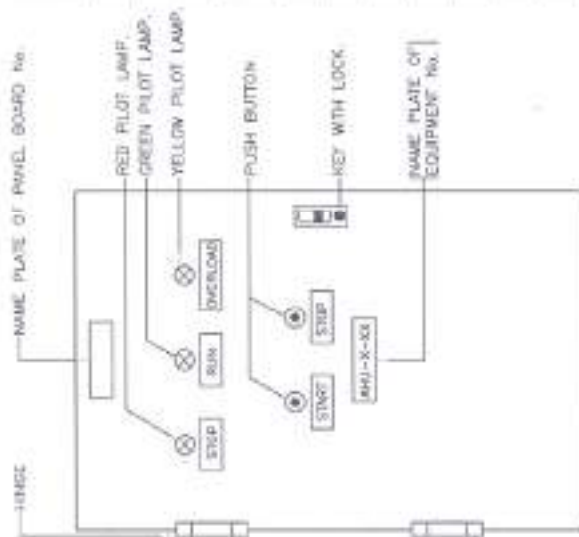 HINGE
NAME PLATE OF PANEL BOARD No.
RED PILOT LAMP.
GREEN PILOT LAMP.
YELLOW PILOT LAMP.
PUSH BUTTON
KEY WTH LOCK
NAME PLATE OF
EQUIPMENT No.
STOP
RUN
OVERLOAD
START
STOP
AHU-X-XX